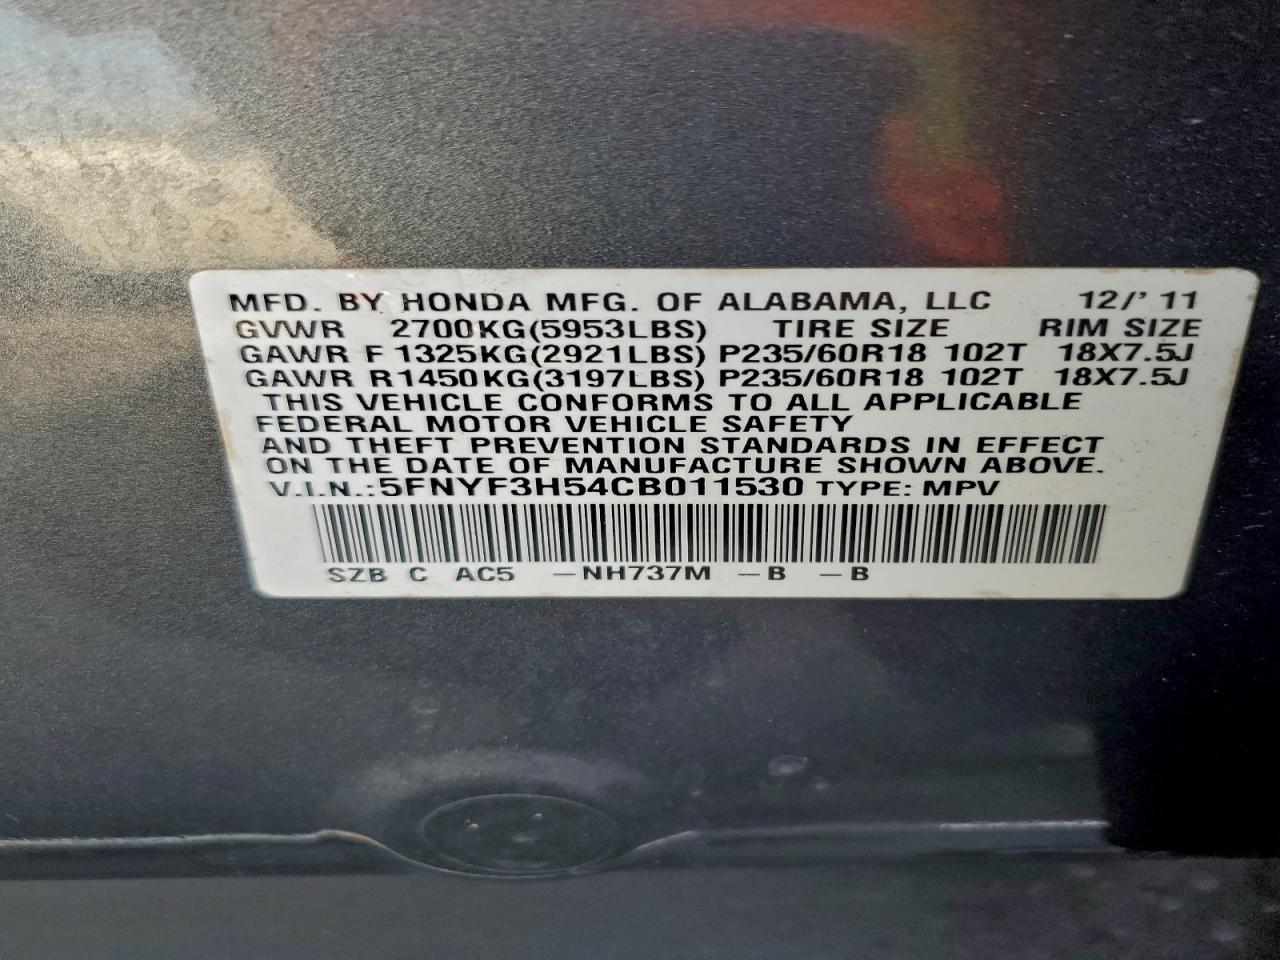 MFD. BY HONDA MFG. OF ALABAMA, LLC 12/'11
GVWR 2700KG(5953LBS) TIRE SIZE RIM SIZE
GAWR F 1325KG(2921LBS) P235/60R18 102T 18X7.5J
GAWR R1450KG(3197LBS) P235/60R18 102T 18X7.5J
THIS VEHICLE CONFORMS TO ALL APPLICABLE
FEDERAL MOTOR VEHICLE SAFETY
AND THEFT PREVENTION STANDARDS IN EFFECT
ON THE DATE OF MANUFACTURE SHOWN ABOVE.
V.I.N.:5FNYF3H54CB011530 TYPE: MPV
SZB C AC5 -NH737M -B -B